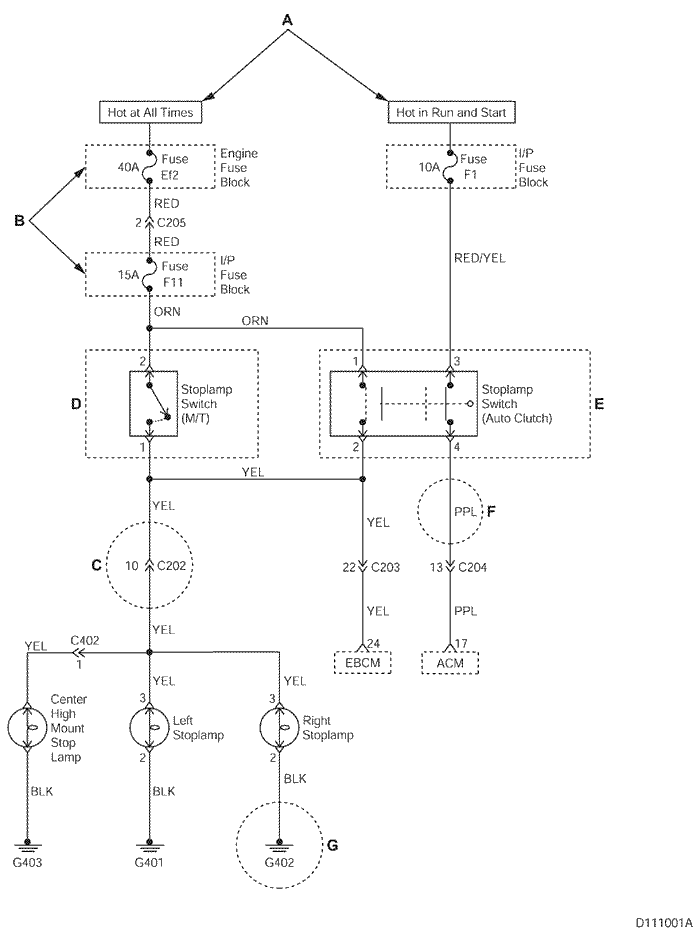 A
Hot at All Times
Hot in Run and Start
40A
Fuse
Ef2
Engine
Fuse
Block
10A
Fuse
F1
I/P
Fuse
Block
RED
2
C205
B
RED
15A
Fuse
F11
I/P
Fuse
Block
RED/YEL
ORN
ORN
2
1
3
D
Stoplamp
Switch
(M/T)
Stoplamp
Switch
(Auto Clutch)
E
1
2
4
YEL
YEL
YEL
PPL
F
C
10
C202
22
C203
13
C204
YEL
YEL
PPL
YEL
C402
1
24
EBCM
17
ACM
YEL
YEL
3
3
Center
High
Mount
Stop
Lamp
Left
Stoplamp
Right
Stoplamp
2
2
BLK
BLK
BLK
G
G403
G401
G402
D111001A